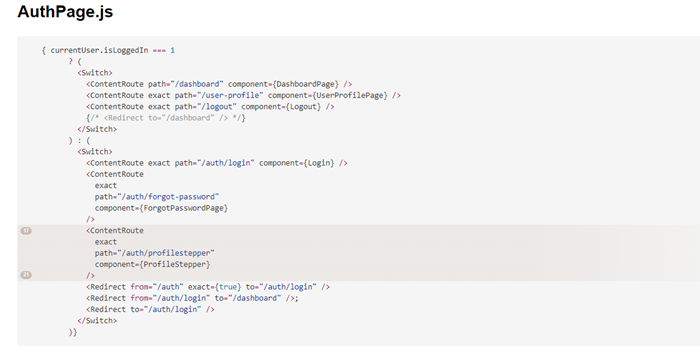 AuthPage.js
{ currentUser.isLoggedIn === 1
? (
<Switch>
<ContentRoute path="/dashboard" component={DashboardPage} />
<ContentRoute exact path="/user-profile" component={UserProfilePage} />
<ContentRoute exact path="/logout" component={Logout} />
{/* <Redirect to="/dashboard" /> */}
</Switch>
) : (
<Switch>
<ContentRoute exact path="/auth/login" component={Login} />
<ContentRoute
exact
path="/auth/forgot-password"
component={ForgotPasswordPage}
/>
17 <ContentRoute
exact
path="/auth/profilestepper"
component={ProfileStepper}
21 />
<Redirect from="/auth" exact={true} to="/auth/login" />
<Redirect from="/auth/login" to="/dashboard" />;
<Redirect to="/auth/login" />
</Switch>
)}